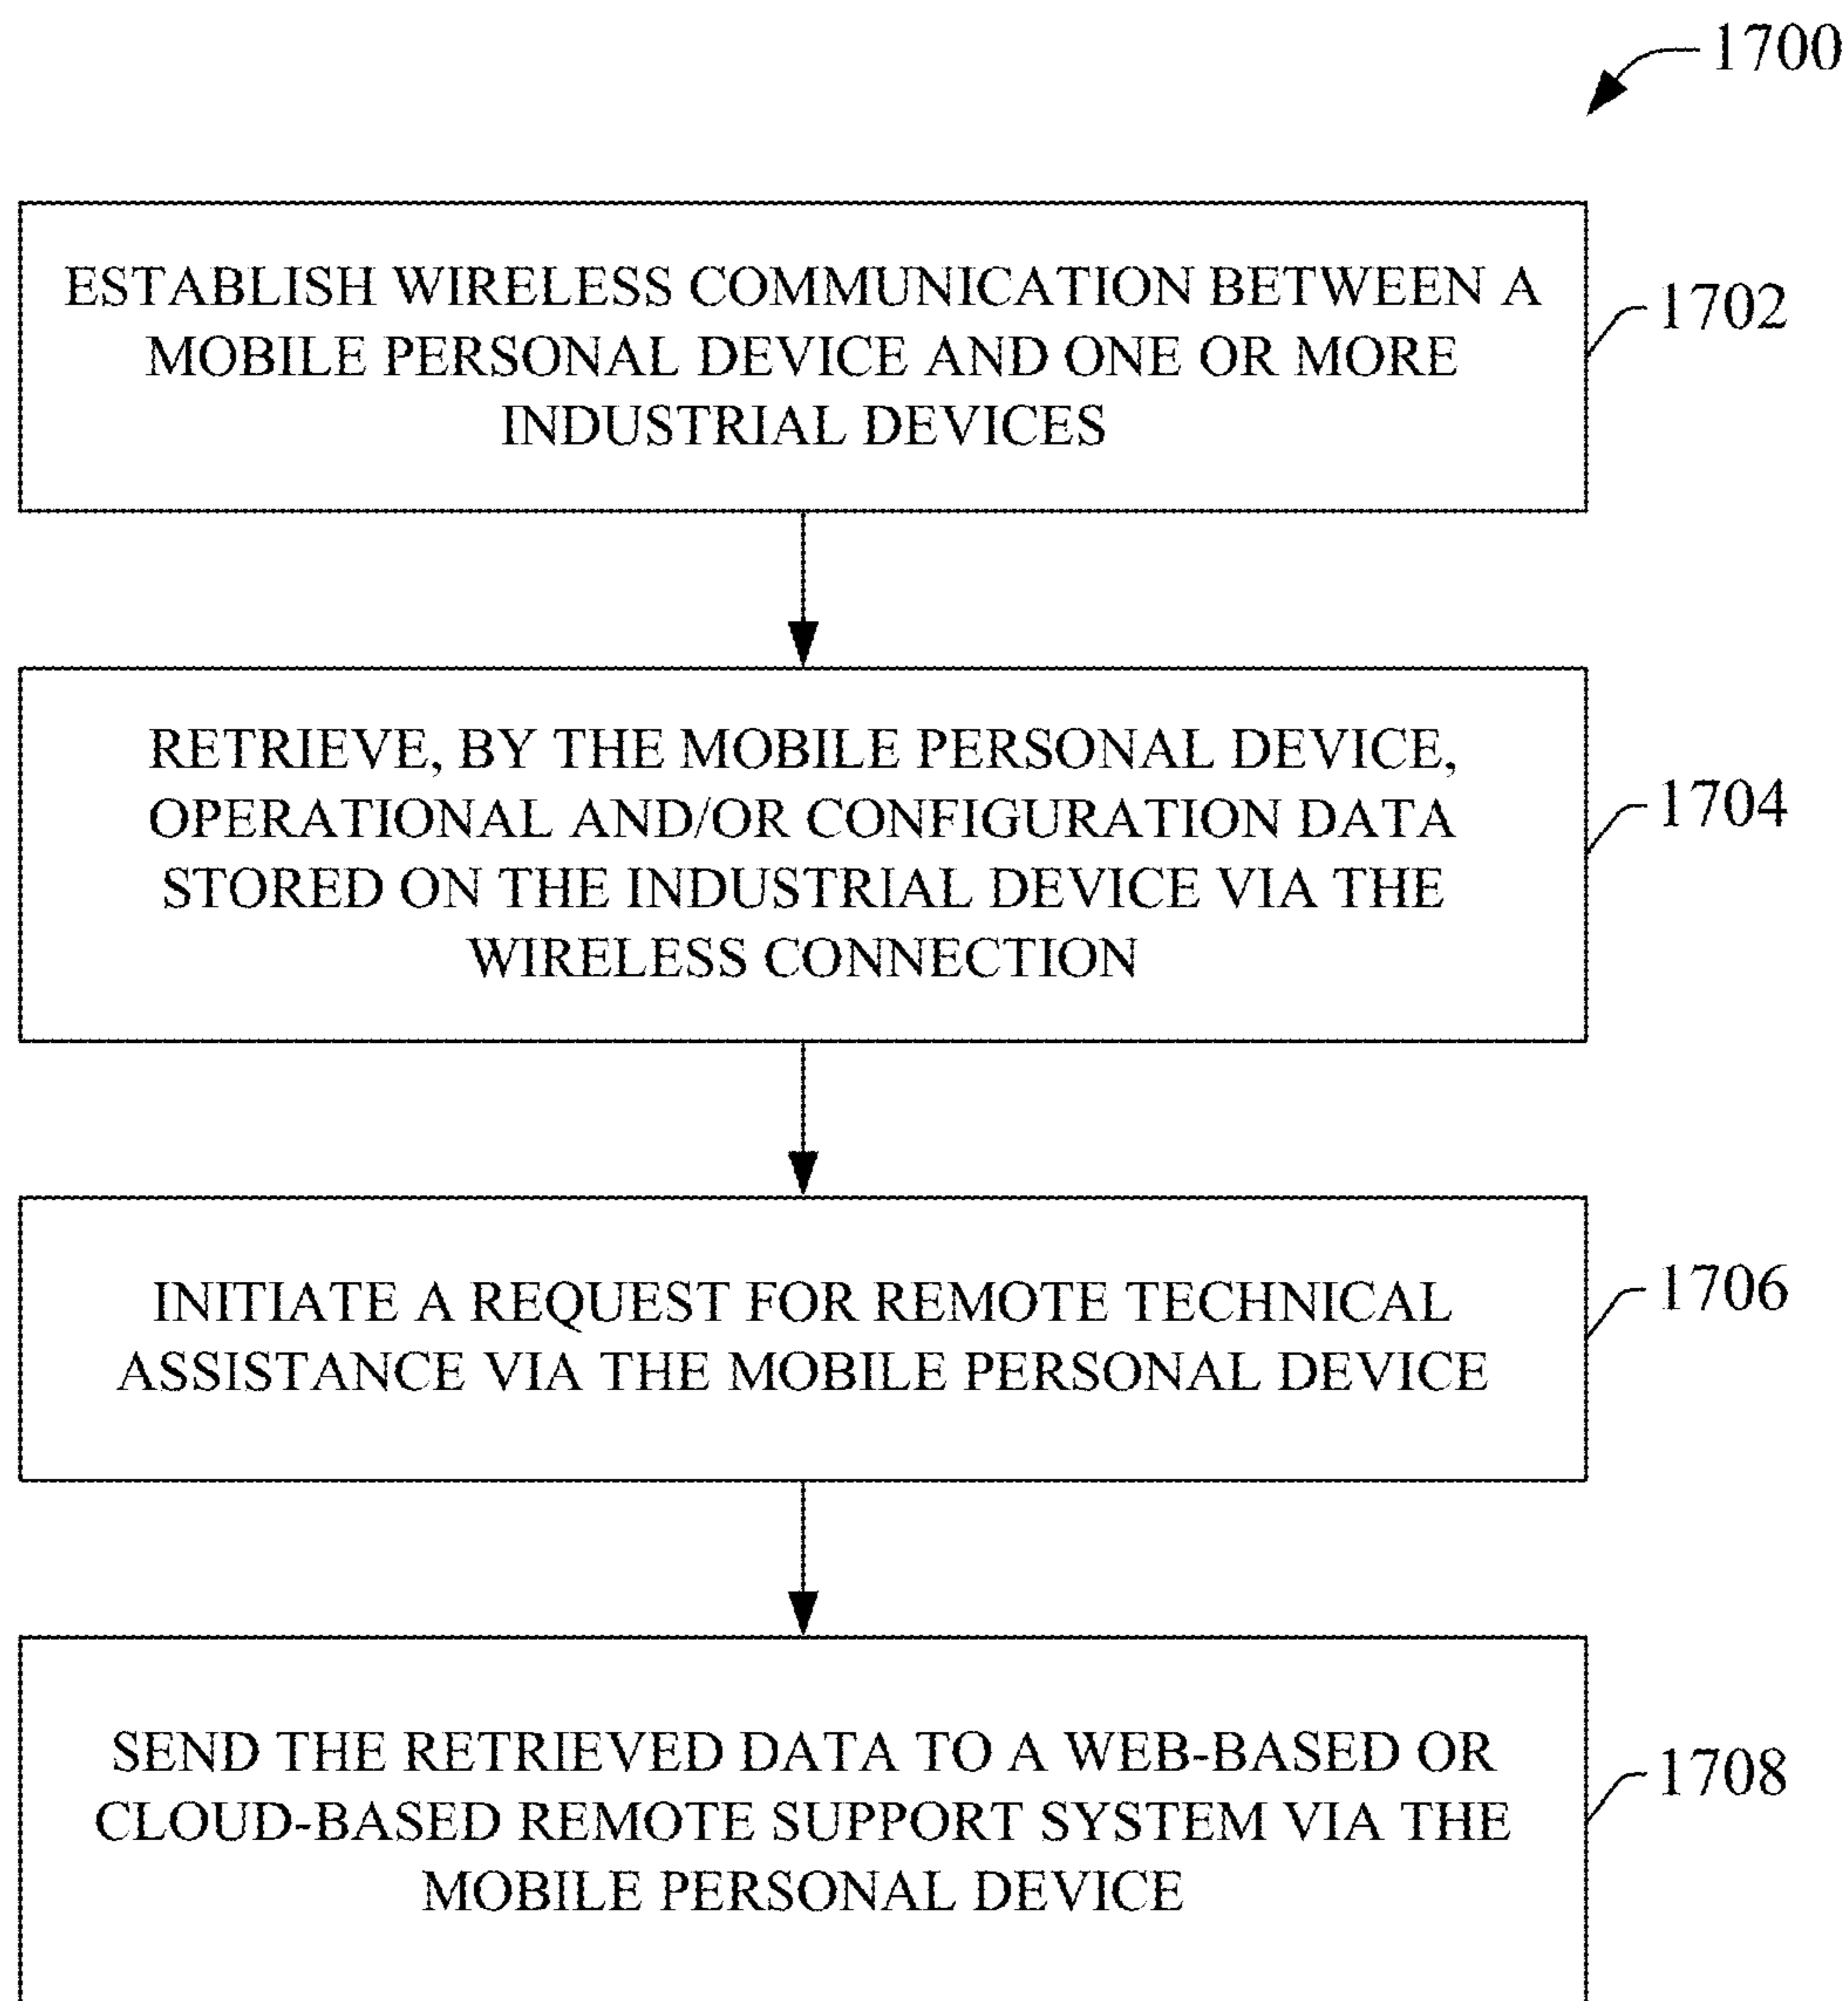 1700
ESTABLISH WIRELESS COMMUNICATION BETWEEN A
MOBILE PERSONAL DEVICE AND ONE OR MORE
INDUSTRIAL DEVICES
1702
RETRIEVE, BY THE MOBILE PERSONAL DEVICE,
OPERATIONAL AND/OR CONFIGURATION DATA
STORED ON THE INDUSTRIAL DEVICE VIA THE
WIRELESS CONNECTION
1704
INITIATE A REQUEST FOR REMOTE TECHNICAL
ASSISTANCE VIA THE MOBILE PERSONAL DEVICE
1706
SEND THE RETRIEVED DATA TO A WEB-BASED OR
CLOUD-BASED REMOTE SUPPORT SYSTEM VIA THE
MOBILE PERSONAL DEVICE
1708